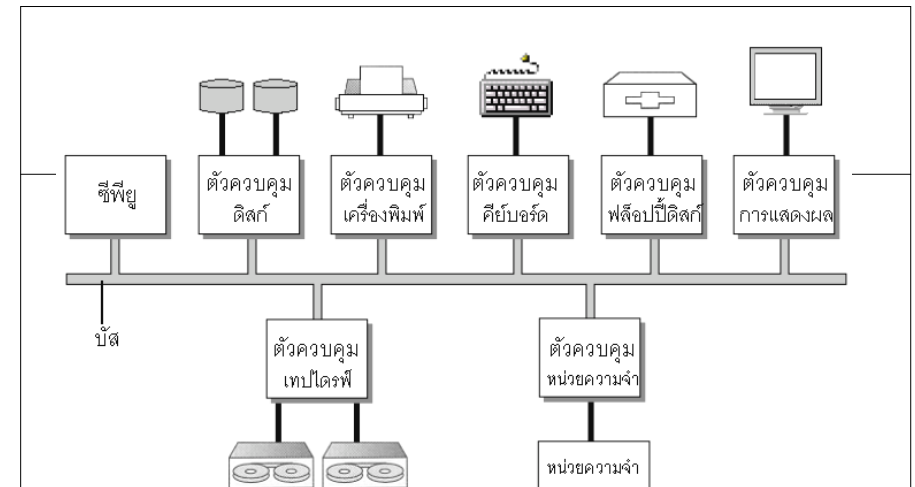 ซีพียู
ตัวควบคุม
ดิสก์
ตัวควบคุม
เครื่องพิมพ์
ตัวควบคุม
คีย์บอร์ด
ตัวควบคุม
ฟล็อปปี้ดิสก์
ตัวควบคุม
การแสดงผล
บัส
ตัวควบคุม
เทปไดรฟ์
ตัวควบคุม
หน่วยความจำ
หน่วยความจำ